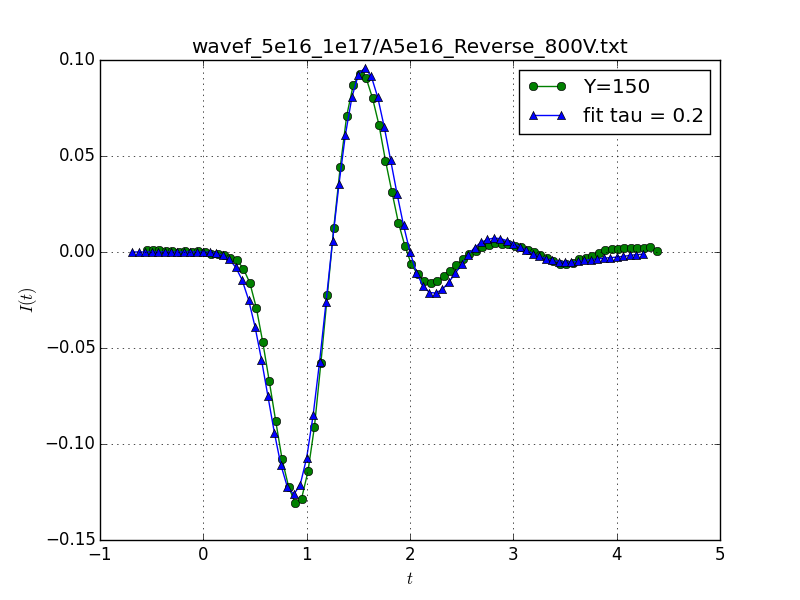 wavef_5e16_1e17/A5e16_Reverse_800V.txt
0.10
0.05
0.00
−0.05
−0.10
−0.15
I(t)
Y=150
fit tau = 0.2
−1 0 1 2 3 4 5
t